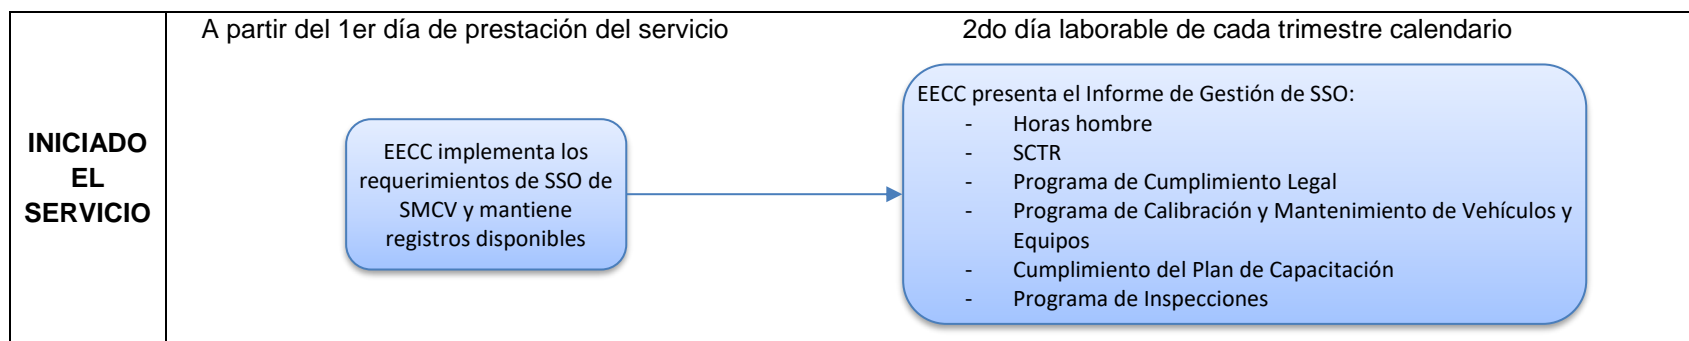 A partir del 1er día de prestación del servicio
2do día laborable de cada trimestre calendario
INICIADO
EL
SERVICIO
EECC implementa los
requerimientos de SSO de
SMCV y mantiene
registros disponibles
EECC presenta el Informe de Gestión de SSO:
- Horas hombre
- SCTR
- Programa de Cumplimiento Legal
- Programa de Calibración y Mantenimiento de Vehículos y
Equipos
- Cumplimiento del Plan de Capacitación
- Programa de Inspecciones